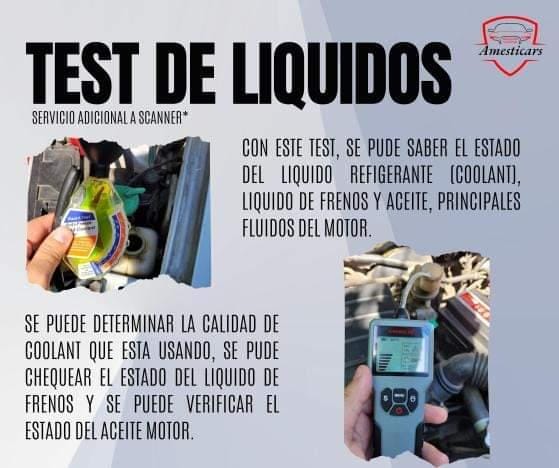 Amesticars
TEST DE LIQUIDOS
SERVICIO ADICIONAL A SCANNER*
CON ESTE TEST, SE PUDE SABER EL ESTADO
DEL LIQUIDO REFIGERANTE (COOLANT),
LIQUIDO DE FRENOS Y ACEITE, PRINCIPALES
FLUIDOS DEL MOTOR.
SE PUEDE DETERMINAR LA CALIDAD DE
COOLANT QUE ESTA USANDO, SE PUDE
CHEQUEAR EL ESTADO DEL LIQUIDO DE
FRENOS Y SE PUEDE VERIFICAR EL
ESTADO DEL ACEITE MOTOR.